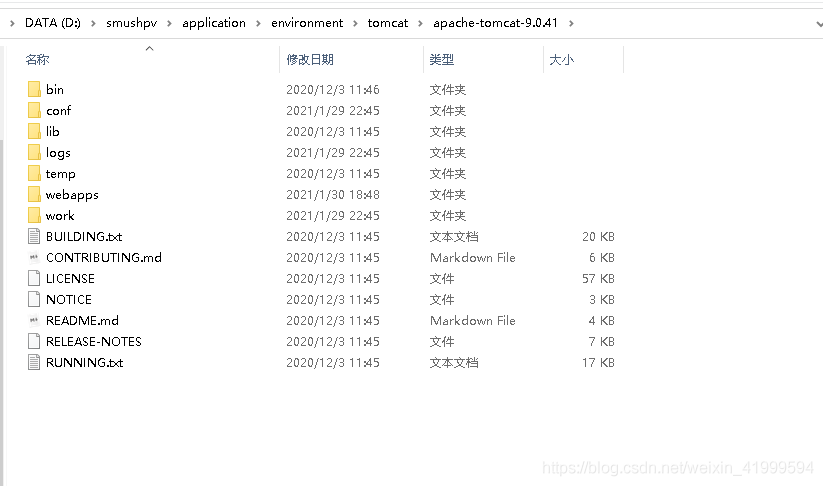 DATA (D:) › smushpv › application › environment › tomcat › apache-tomcat-9.0.41 ›
名称 修改日期 类型 大小
bin 2020/12/3 11:46 文件夹
conf 2021/1/29 22:45 文件夹
lib 2020/12/3 11:45 文件夹
logs 2021/1/29 22:45 文件夹
temp 2020/12/3 11:45 文件夹
webapps 2021/1/30 18:48 文件夹
work 2021/1/29 22:45 文件夹
BUILDING.txt 2020/12/3 11:45 文本文档 20 KB
CONTRIBUTING.md 2020/12/3 11:45 Markdown File 6 KB
LICENSE 2020/12/3 11:45 文件 57 KB
NOTICE 2020/12/3 11:45 文件 3 KB
README.md 2020/12/3 11:45 Markdown File 4 KB
RELEASE-NOTES 2020/12/3 11:45 文件 7 KB
RUNNING.txt 2020/12/3 11:45 文本文档 17 KB
https://blog.csdn.net/weixin_41999594